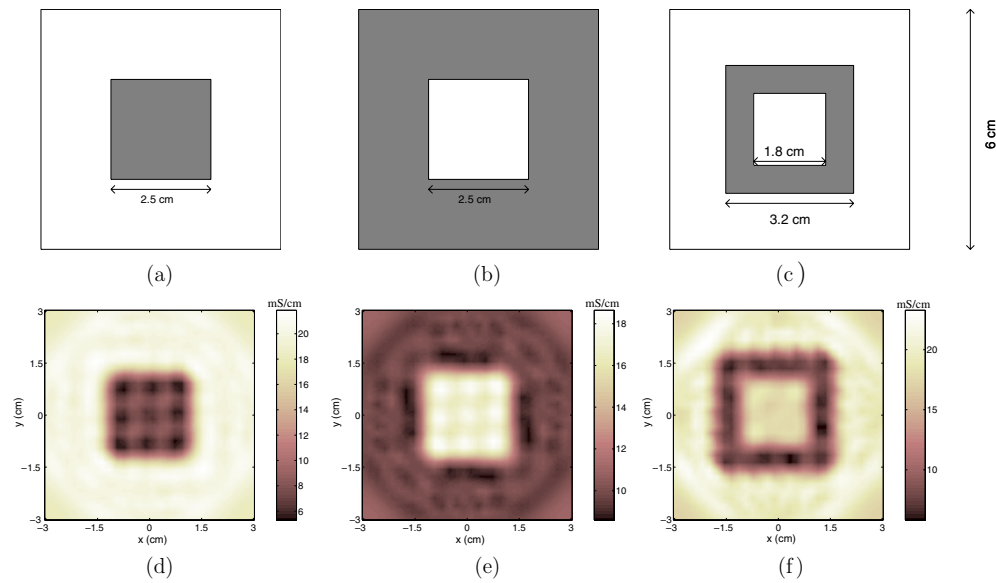 2.5 cm
2.5 cm
1.8 cm
3.2 cm
6 cm
(a)
(b)
(c)
mS/cm
mS/cm
mS/cm
3
1.5
0
−1.5
−3
y (cm)
−3 −1.5 0 1.5 3
x (cm)
20
18
16
14
12
10
8
6
3
1.5
0
−1.5
−3
y (cm)
−3 −1.5 0 1.5 3
x (cm)
18
16
14
12
10
3
1.5
0
−1.5
−3
y (cm)
−3 −1.5 0 1.5 3
x (cm)
20
15
10
(d)
(e)
(f)